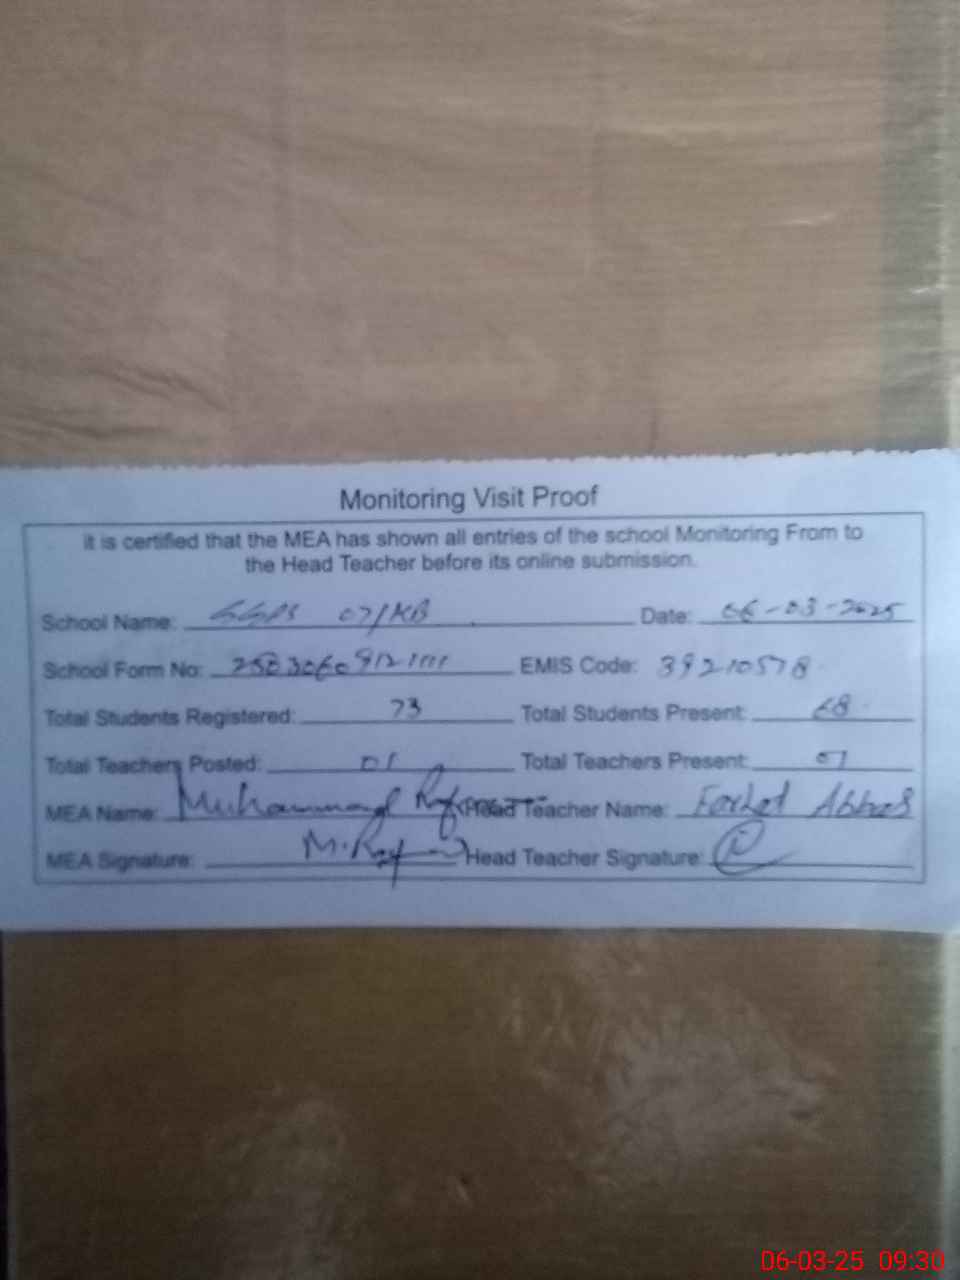 Monitoring Visit Proof
it is certified that the MEA has shown all entries of the school Monitoring From to
the Head Teacher before its online submission.
School Name: 07/KB Date: 06-03-2025
School Form No: EMIS Code: 39210578
Total Students Registered: 73 Total Students Present: 68
Total Teachers Posted: 01 Total Teachers Present: 01
MEA Name: Muhammad Head Teacher Name: Abbas
MEA Signature: Head Teacher Signature:
06-03-25 09:30